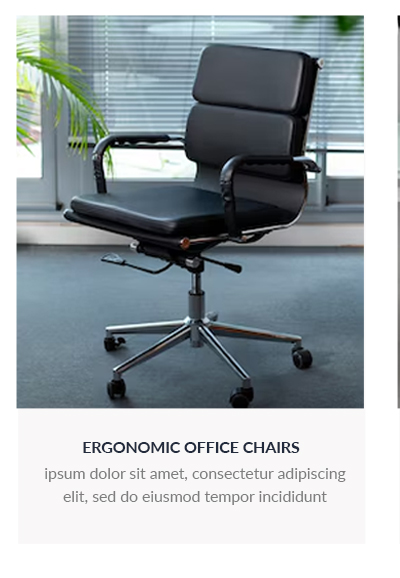 ERGONOMIC OFFICE CHAIRS
ipsum dolor sit amet, consectetur adipiscing
elit, sed do eiusmod tempor incididunt